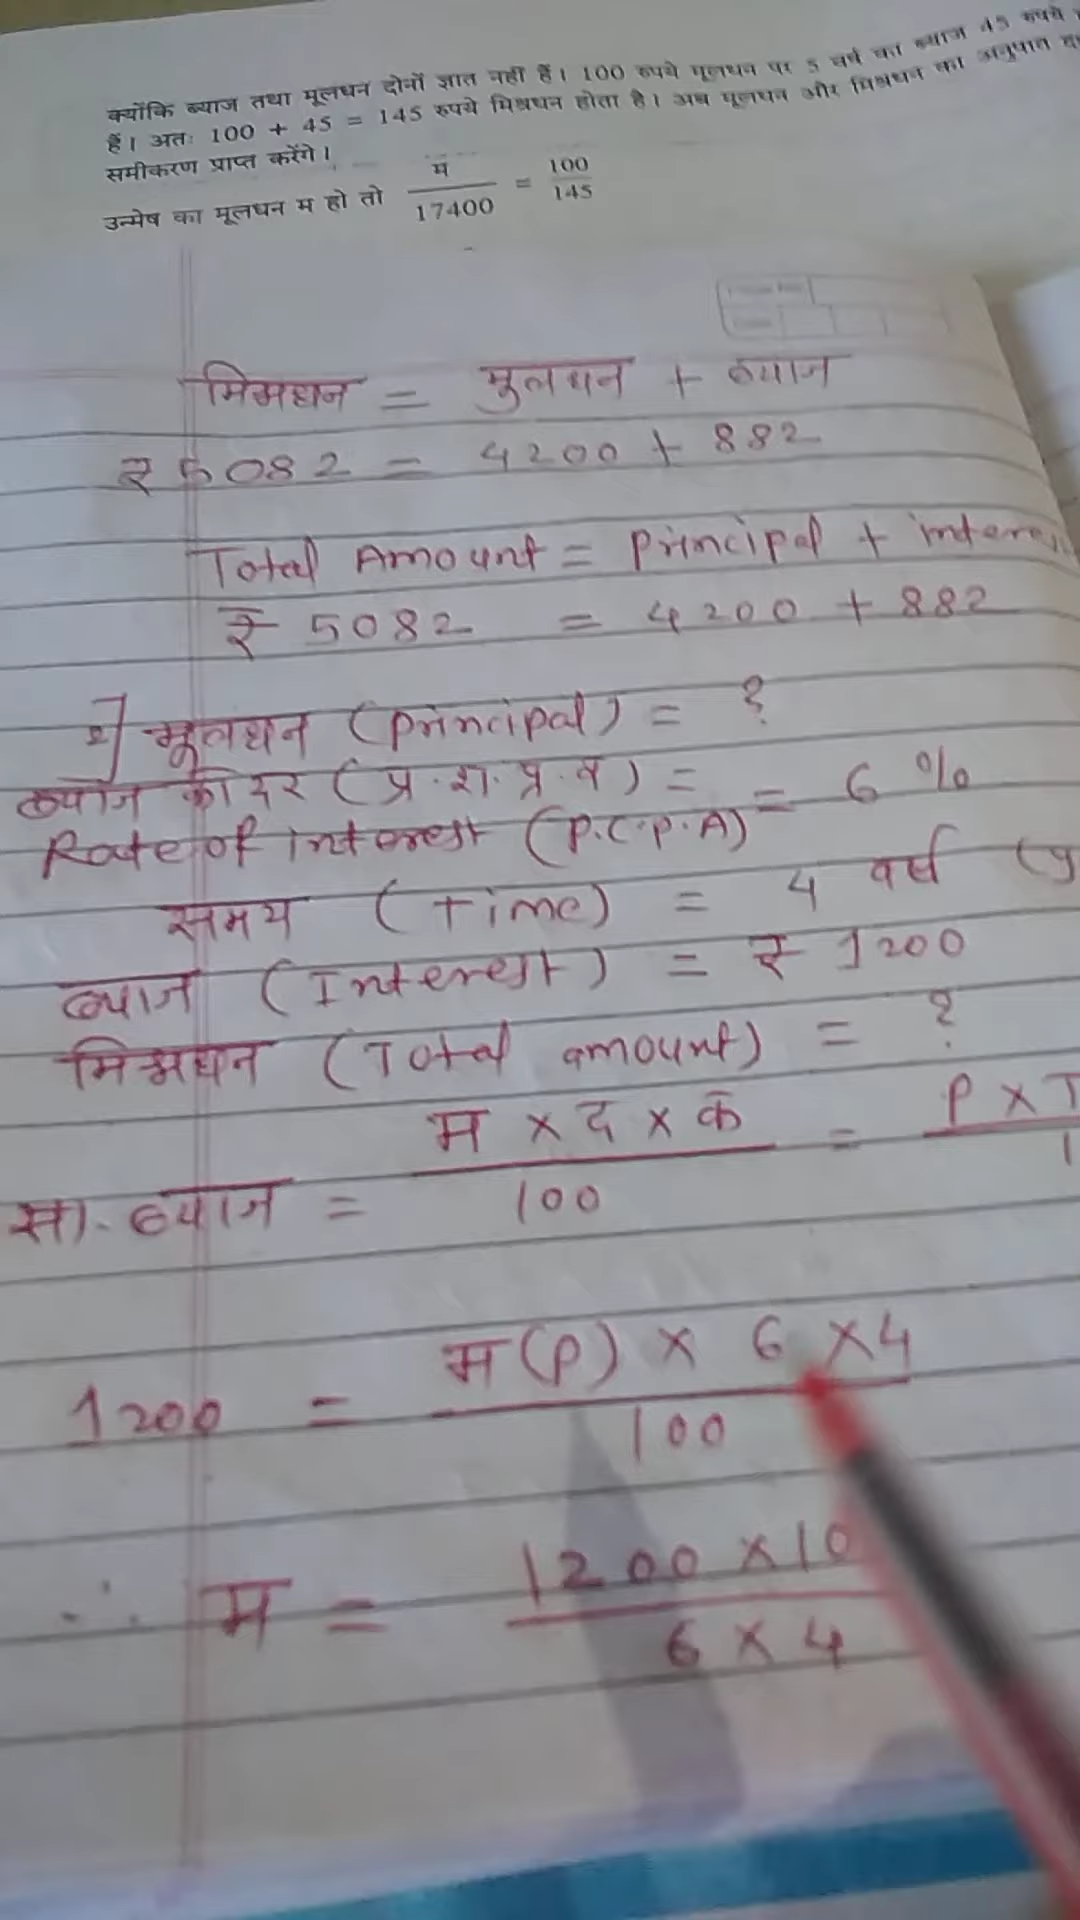 क्योंकि ब्याज तथा मूलधन दोनों ज्ञात नहीं हैं। 100 रुपये मूलधन पर 5 वर्ष का ब्याज 45 रुपये
हैं। अतः 100 + 45 = 145 रुपये मिश्रधन होता है। अब मूलधन और मिश्रधन का अनुपात
समीकरण प्राप्त करेंगे।
उन्मेष का मूलधन म हो तो म/17400 = 100/145
मिश्रधन = मुलधन + ब्याज
₹ 5082 = 4200 + 882
Total Amount = principal + interes
₹ 5082 = 4200 + 882
मूलधन (principal) = ?
ब्याज की दर (प्र.श.प्र.व) =
Rate of interest (P.C.P.A) = 6 %
समय (Time) = 4 वर्ष (y
ब्याज (Interest) = ₹ 1200
मिश्रधन (Total amount) = ?
सा. ब्याज = म × द × क/100 = P × T
1200 = म(P) × 6 × 4/100
∴ म = 1200 × 10/6 × 4